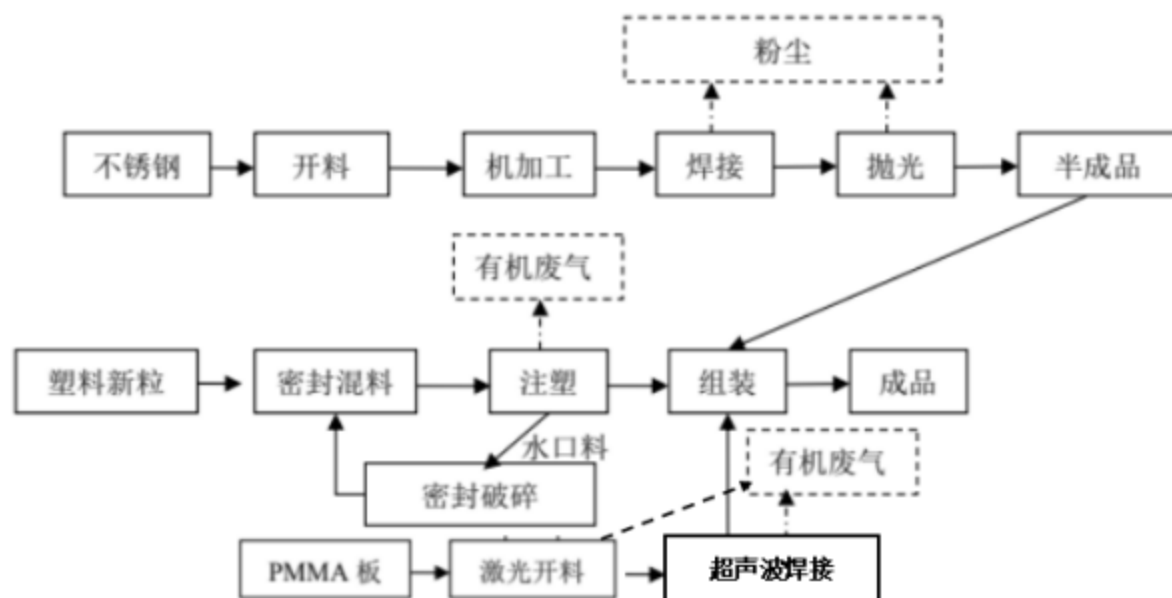 粉尘
不锈钢
开料
机加工
焊接
抛光
半成品
有机废气
塑料新粒
密封混料
注塑
组装
成品
水口料
有机废气
密封破碎
PMMA 板
激光开料
超声波焊接